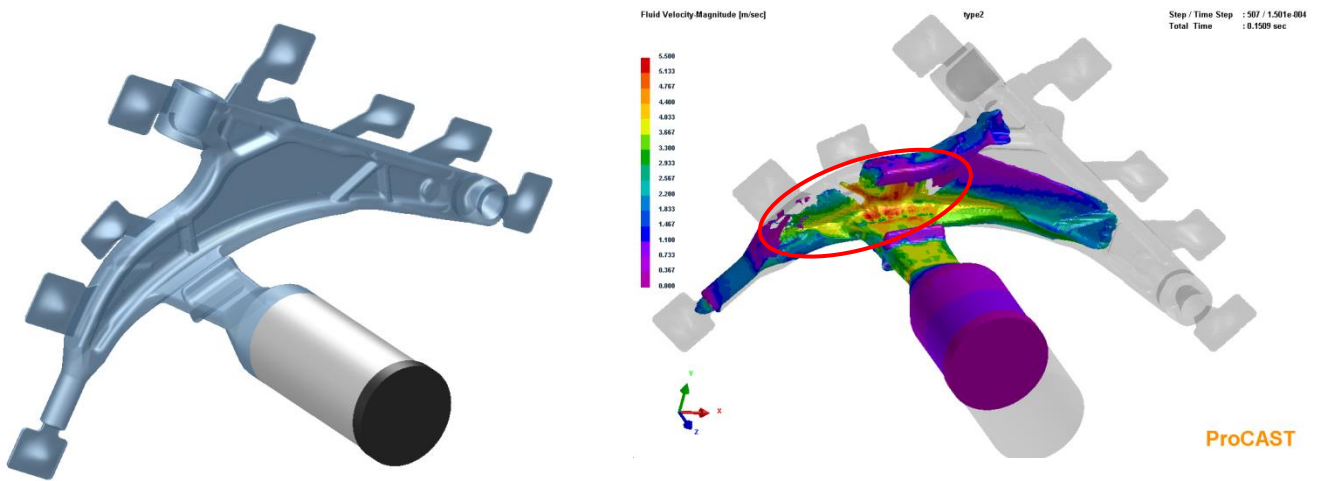 Fluid Velocity-Magnitude [m/sec]
type2
Step / Time Step : 507 / 1.501e-004
Total Time : 0.1509 sec
5.500
5.133
4.767
4.400
4.033
3.667
3.300
2.933
2.567
2.200
1.833
1.467
1.100
0.733
0.367
0.000
Y
X
Z
ProCAST